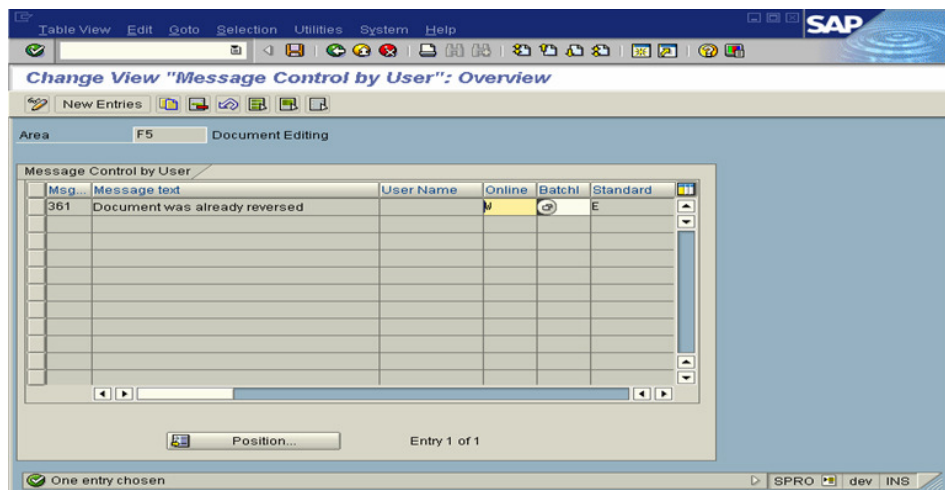 Table View Edit Goto Selection Utilities System Help
SAP
Change View "Message Control by User": Overview
New Entries
Area F5 Document Editing
Message Control by User
Msg... Message text User Name Online BatchI Standard
361 Document was already reversed W E
Position... Entry 1 of 1
One entry chosen SPRO dev INS